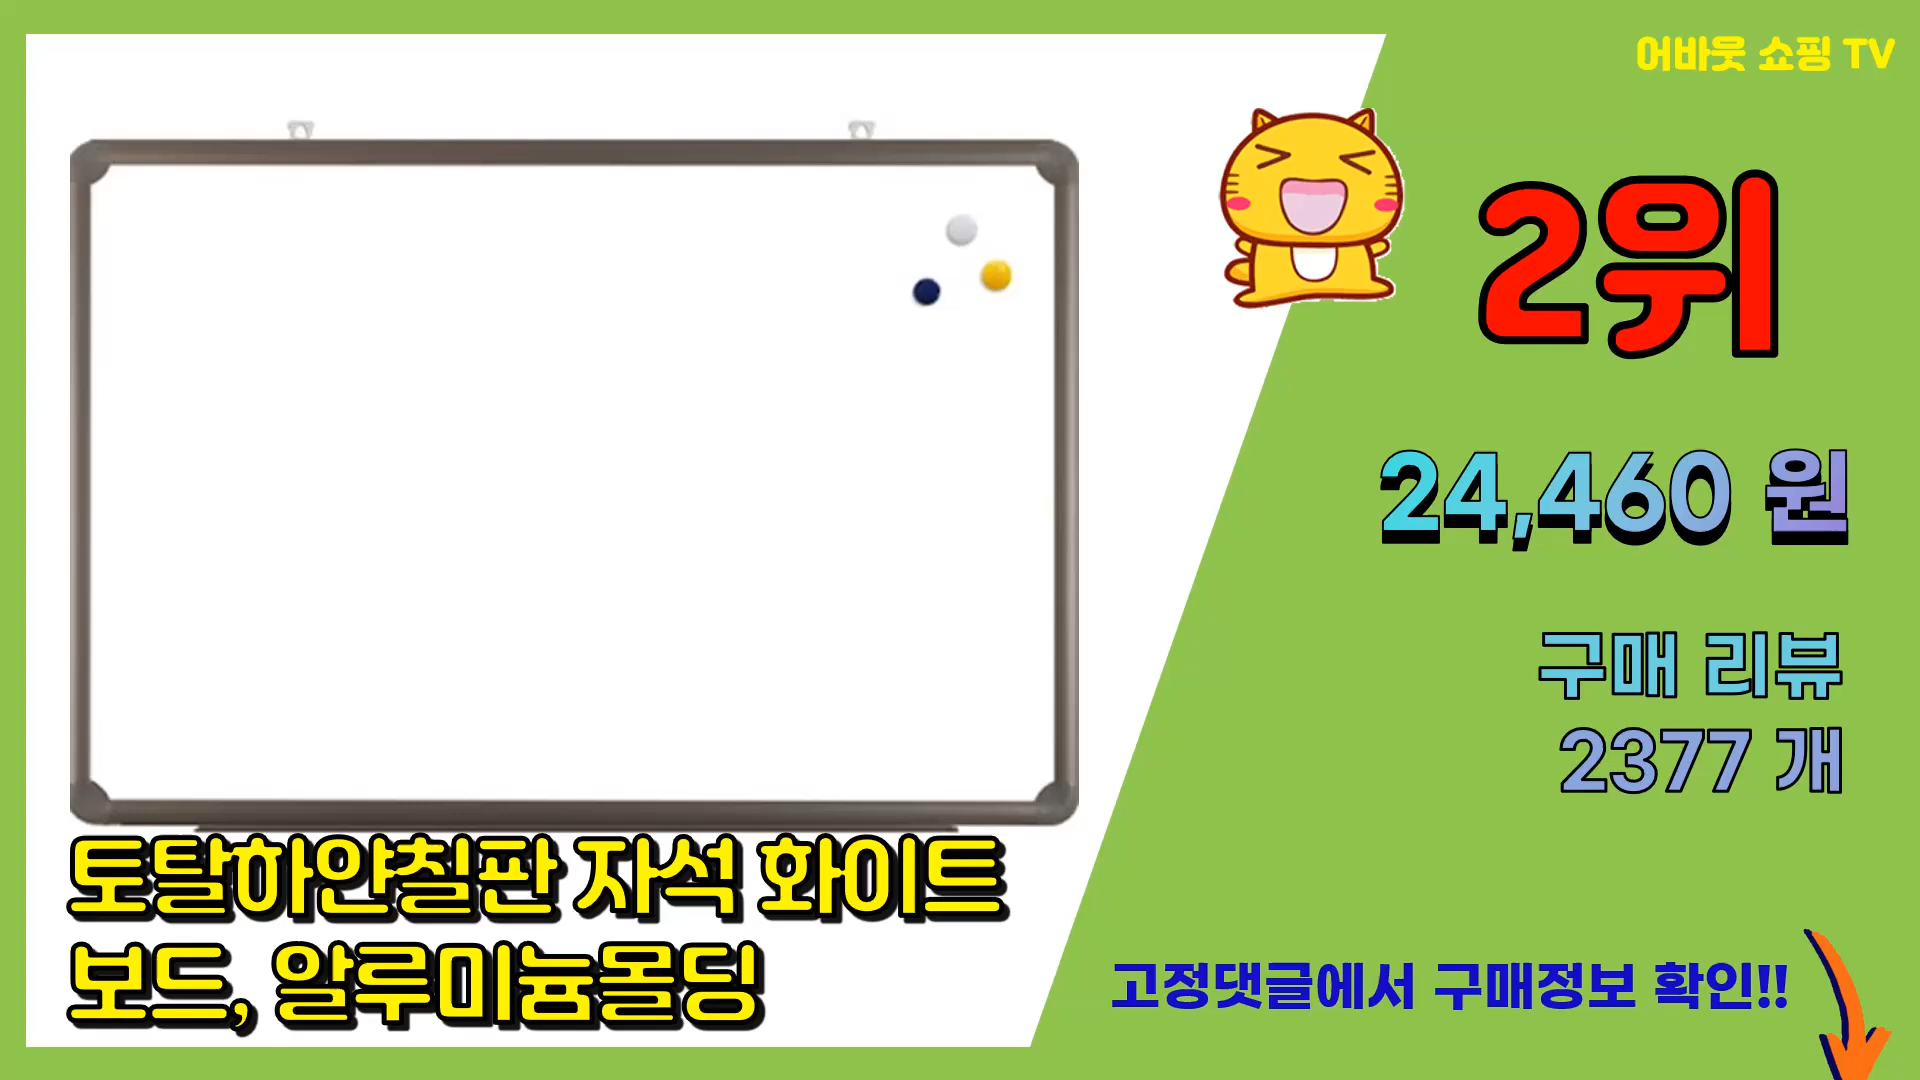 어바웃 쇼핑 TV
2위
24,460 원
구매 리뷰
2377 개
토탈하얀칠판 자석 화이트
보드, 알루미늄몰딩
고정댓글에서 구매정보 확인!!